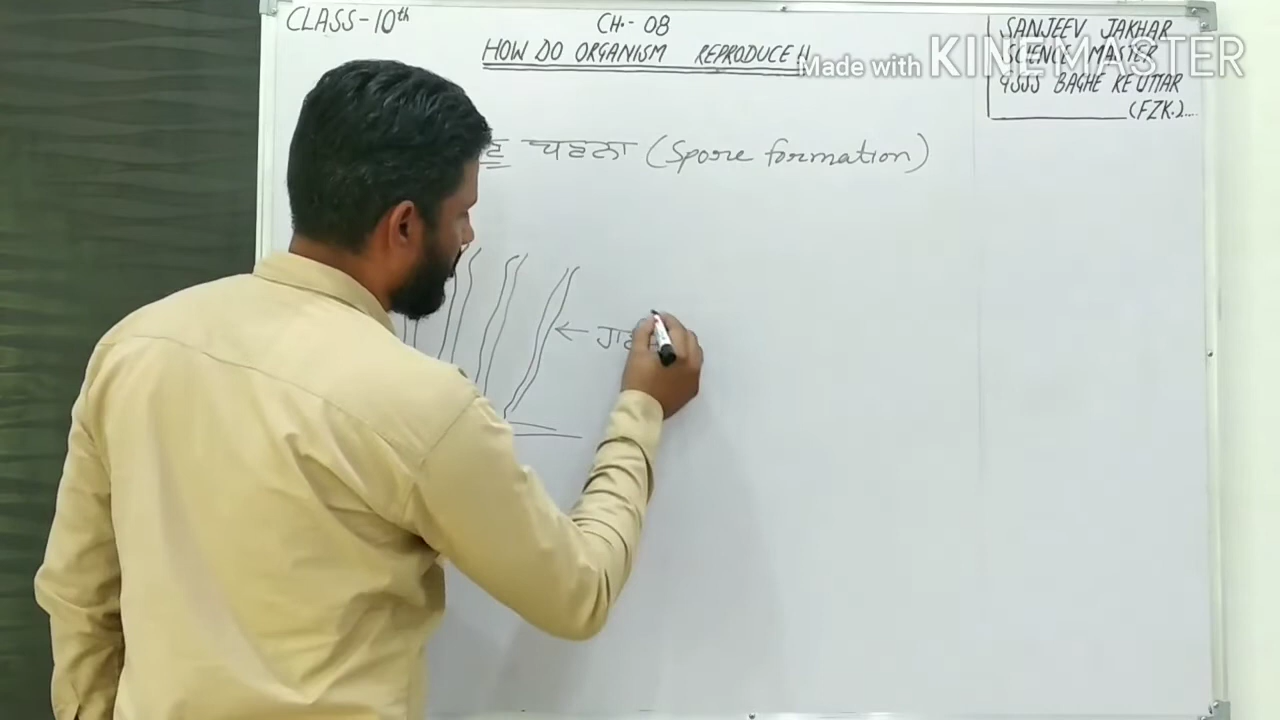 CLASS-10th
CH.- 08
HOW DO ORGANISM REPRODUCE
SANJEEV JAKHAR
SCIENCE MASTER
GSSS BAGHE KE UTTAR
(FZK.)...
Made with KINEMASTER
ਬਣਨਾ (Spore formation)